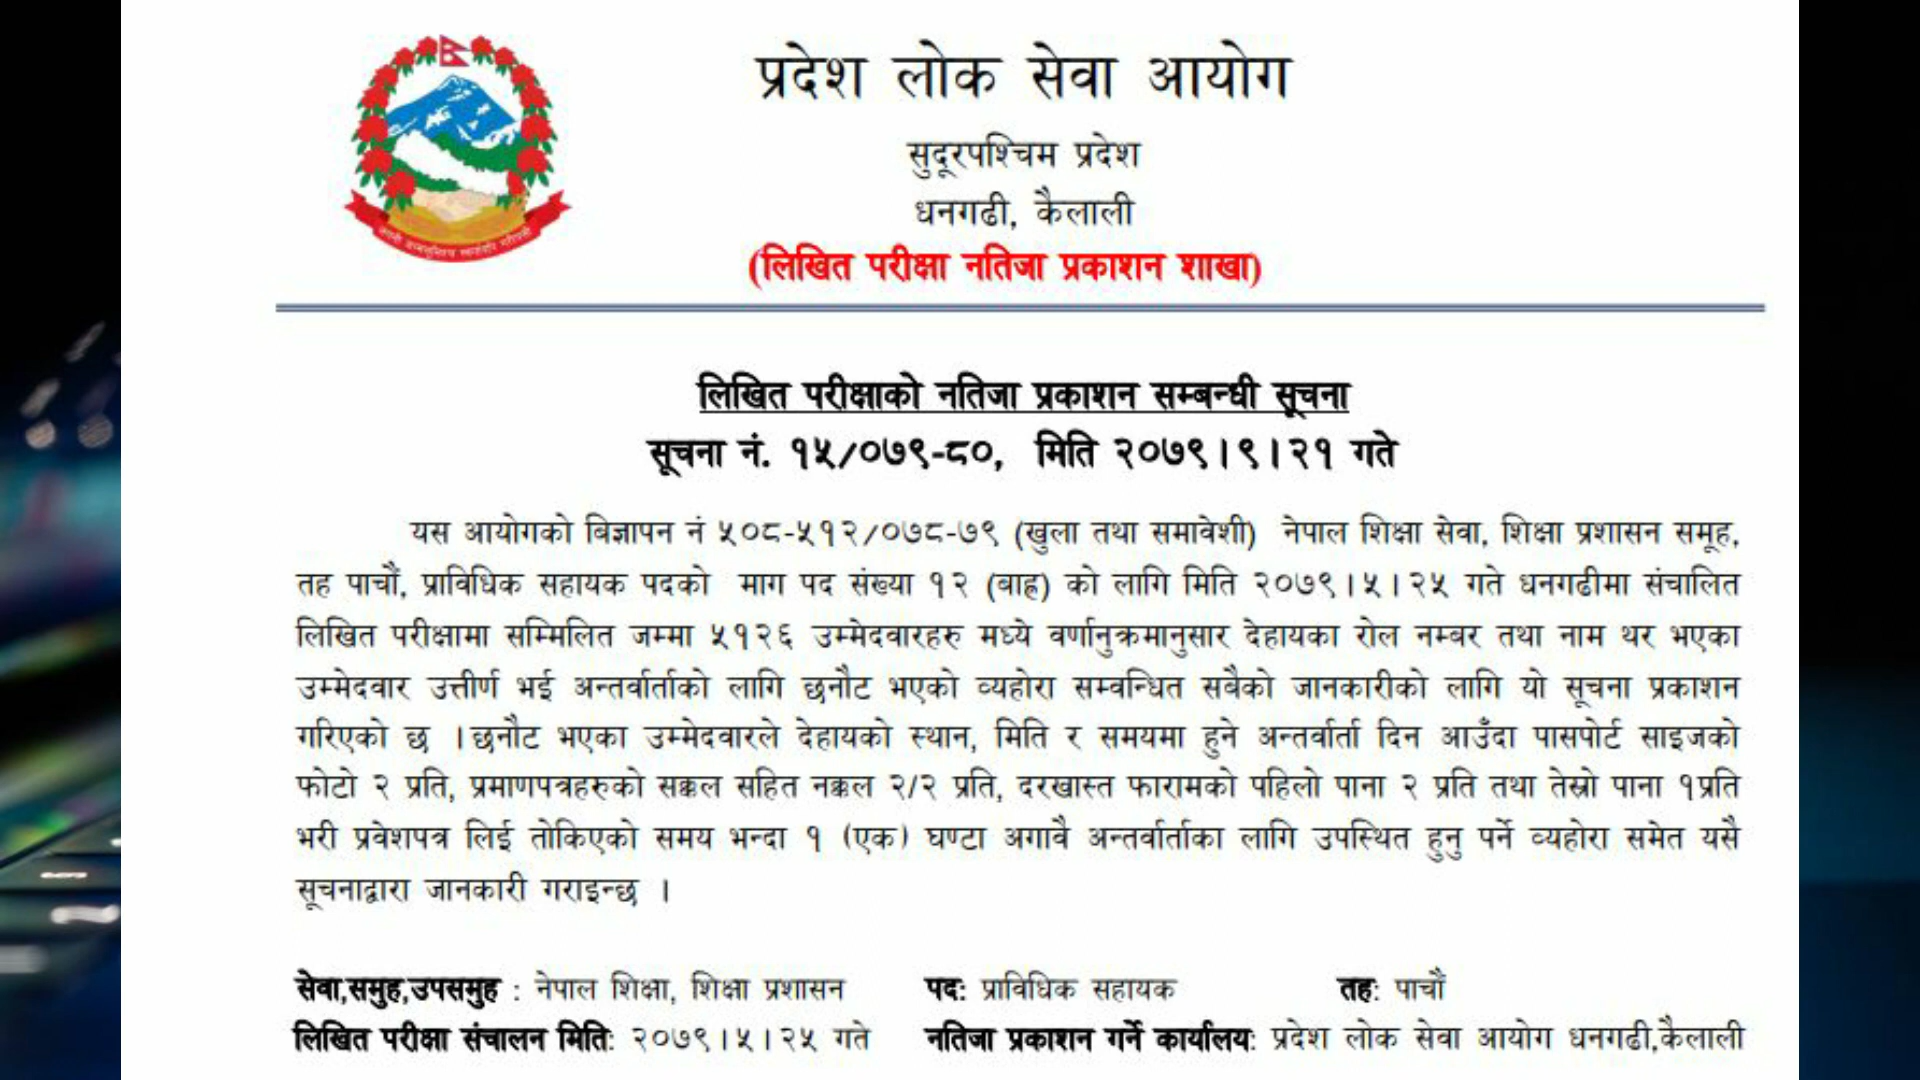 प्रदेश लोक सेवा आयोग
सुदूरपश्चिम प्रदेश
धनगढी, कैलाली
(लिखित परीक्षा नतिजा प्रकाशन शाखा)
लिखित परीक्षाको नतिजा प्रकाशन सम्बन्धी सूचना
सूचना नं. १५/०७९-८०, मिति २०७९।९।२१ गते
यस आयोगको बिज्ञापन नं ५०८-५१२/०७८-७९ (खुला तथा समावेशी) नेपाल शिक्षा सेवा, शिक्षा प्रशासन समूह,
तह पाचौं, प्राविधिक सहायक पदको माग पद संख्या १२ (बाह्र) को लागि मिति २०७९।५।२५ गते धनगढीमा संचालित
लिखित परीक्षामा सम्मिलित जम्मा ५१२६ उम्मेदवारहरु मध्ये वर्णानुक्रमानुसार देहायका रोल नम्बर तथा नाम थर भएका
उम्मेदवार उत्तीर्ण भई अन्तर्वार्ताको लागि छनौट भएको व्यहोरा सम्वन्धित सबैको जानकारीको लागि यो सूचना प्रकाशन
गरिएको छ ।छनौट भएका उम्मेदवारले देहायको स्थान, मिति र समयमा हुने अन्तर्वार्ता दिन आउँदा पासपोर्ट साइजको
फोटो २ प्रति, प्रमाणपत्रहरुको सक्कल सहित नक्कल २/२ प्रति, दरखास्त फारामको पहिलो पाना २ प्रति तथा तेस्रो पाना १प्रति
भरी प्रवेशपत्र लिई तोकिएको समय भन्दा १ (एक) घण्टा अगावै अन्तर्वार्ताका लागि उपस्थित हुनु पर्ने व्यहोरा समेत यसै
सूचनाद्वारा जानकारी गराइन्छ ।
सेवा,समुह,उपसमुह : नेपाल शिक्षा, शिक्षा प्रशासन पद: प्राविधिक सहायक तह: पाचौं
लिखित परीक्षा संचालन मिति: २०७९।५।२५ गते नतिजा प्रकाशन गर्ने कार्यालय: प्रदेश लोक सेवा आयोग धनगढी,कैलाली